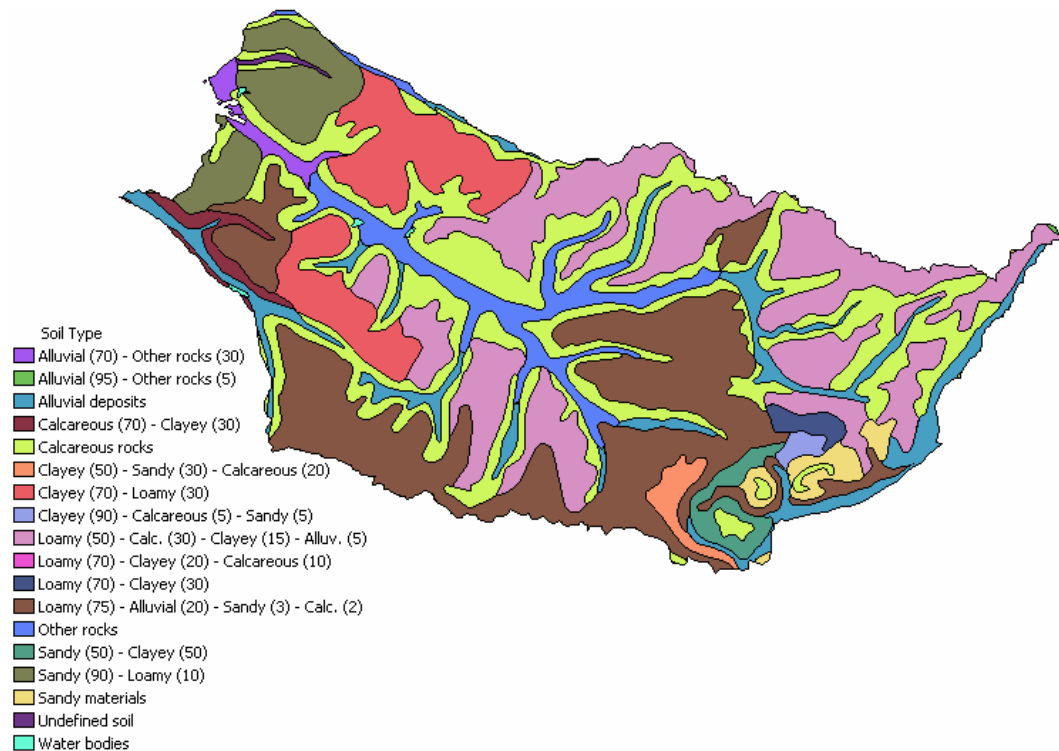 Soil Type
Alluvial (70) - Other rocks (30)
Alluvial (95) - Other rocks (5)
Alluvial deposits
Calcareous (70) - Clayey (30)
Calcareous rocks
Clayey (50) - Sandy (30) - Calcareous (20)
Clayey (70) - Loamy (30)
Clayey (90) - Calcareous (5) - Sandy (5)
Loamy (50) - Calc. (30) - Clayey (15) - Alluv. (5)
Loamy (70) - Clayey (20) - Calcareous (10)
Loamy (70) - Clayey (30)
Loamy (75) - Alluvial (20) - Sandy (3) - Calc. (2)
Other rocks
Sandy (50) - Clayey (50)
Sandy (90) - Loamy (10)
Sandy materials
Undefined soil
Water bodies